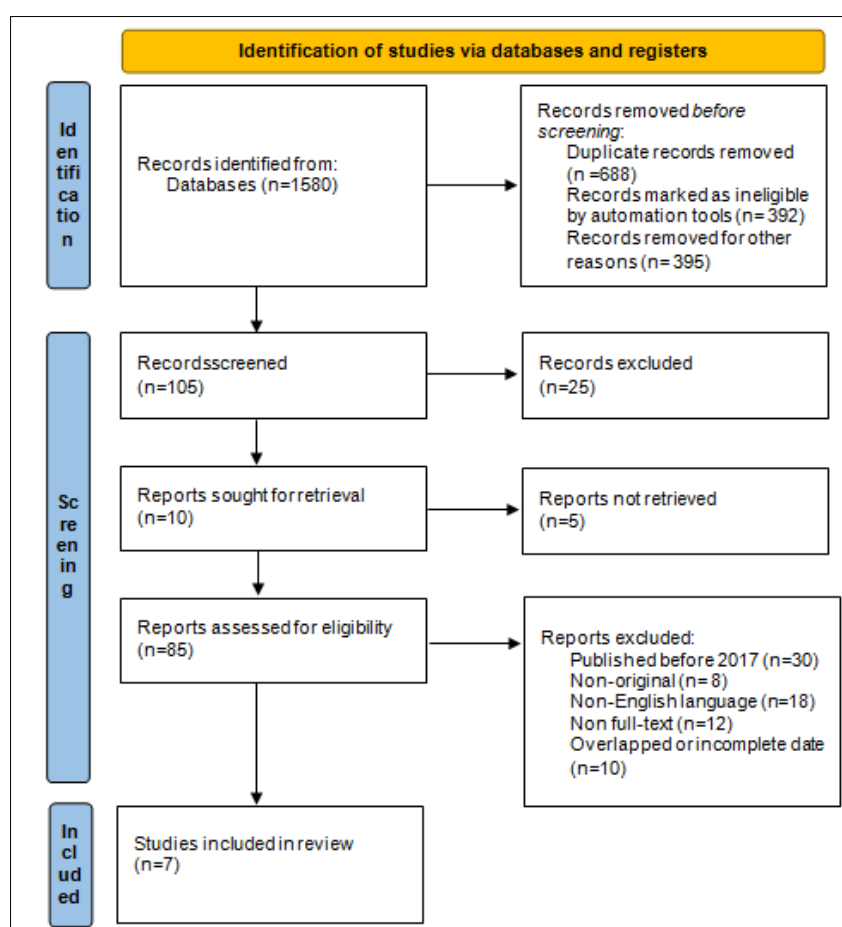 Identification of studies via databases and registers
Id
en
tifi
ca
tio
n
Records identified from:
Databases (n=1580)
Records removed before
screening:
Duplicate records removed
(n =688)
Records marked as ineligible
by automation tools (n= 392)
Records removed for other
reasons (n= 395)
Sc
re
en
in
g
Recordsscreened
(n=105)
Records excluded
(n=25)
Reports sought for retrieval
(n=10)
Reports not retrieved
(n=5)
Reports assessed for eligibility
(n=85)
Reports excluded:
Published before 2017 (n=30)
Non-original (n= 8)
Non-English language (n=18)
Non full-text (n=12)
Overlapped or incomplete date
(n=10)
In
cl
ud
ed
Studies included in review
(n=7)